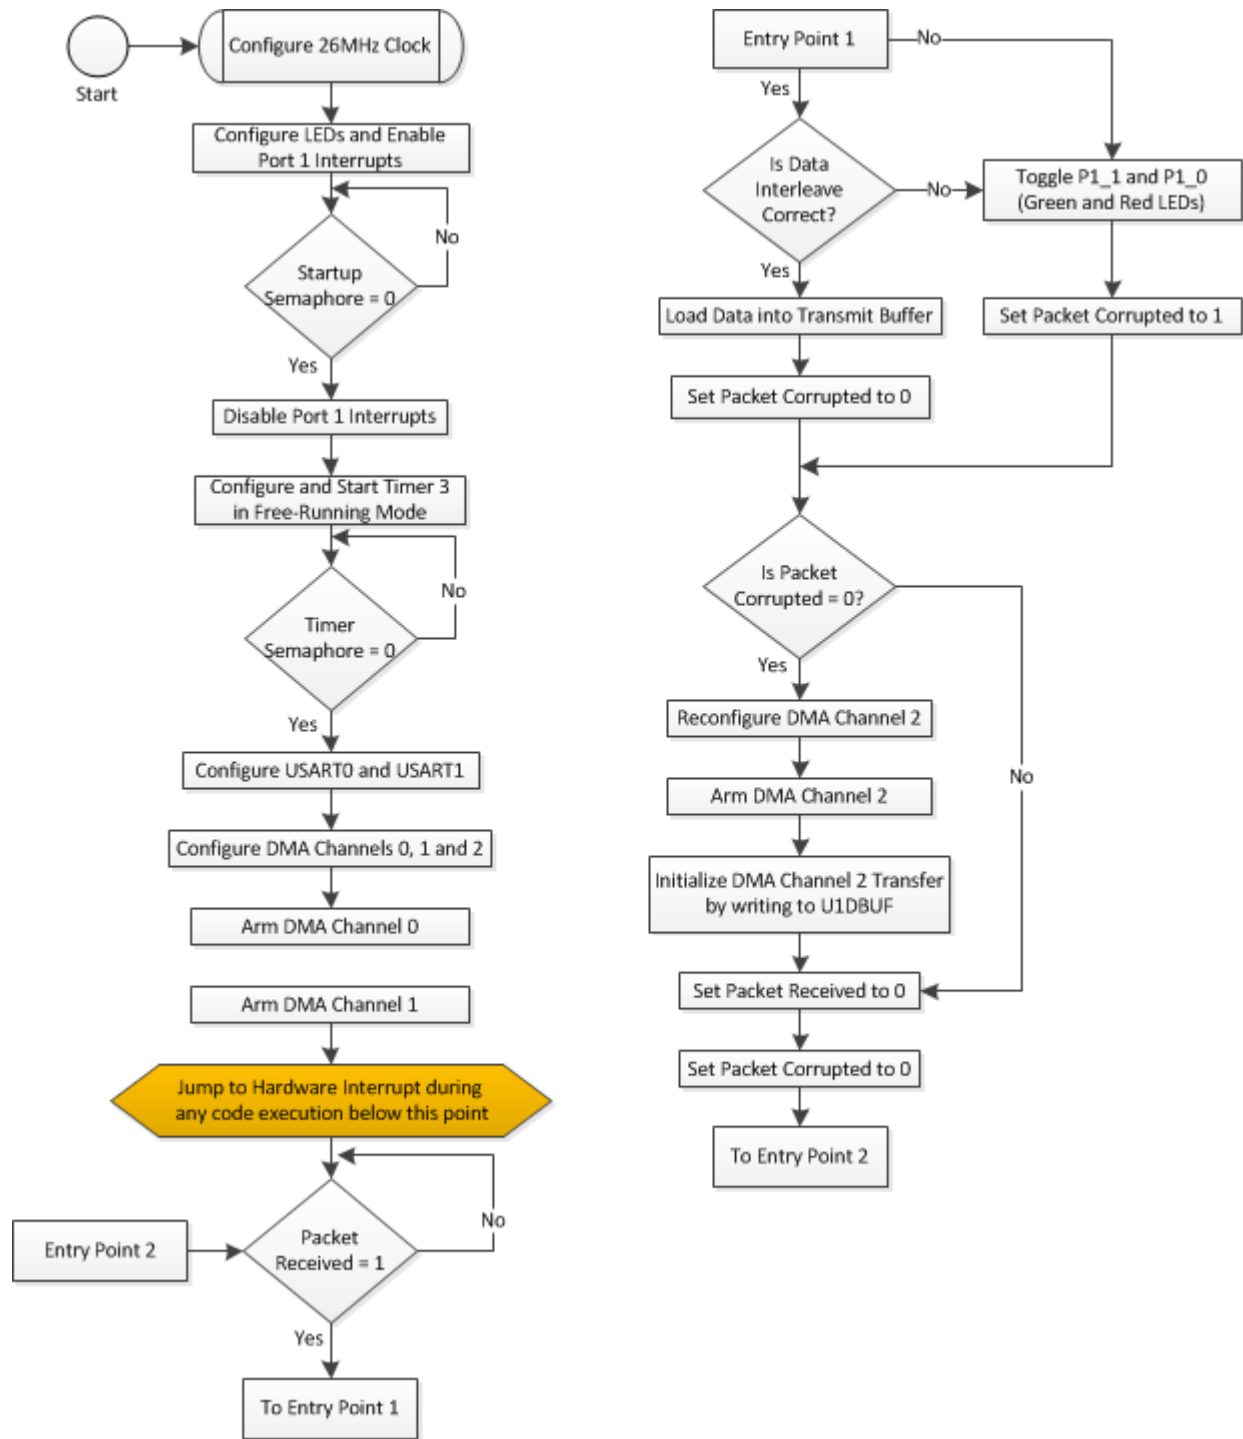 Configure 26MHz Clock
Start
Configure LEDs and Enable
Port 1 Interrupts
No
Startup
Semaphore = 0
Yes
Disable Port 1 Interrupts
Configure and Start Timer 3
in Free-Running Mode
No
Timer
Semaphore = 0
Yes
Configure USART0 and USART1
Configure DMA Channels 0, 1 and 2
Arm DMA Channel 0
Arm DMA Channel 1
Jump to Hardware Interrupt during
any code execution below this point
No
Entry Point 2
Packet
Received = 1
Yes
To Entry Point 1
Entry Point 1
No
Yes
Is Data
Interleave
Correct?
No
Toggle P1_1 and P1_0
(Green and Red LEDs)
Yes
Load Data into Transmit Buffer
Set Packet Corrupted to 1
Set Packet Corrupted to 0
Is Packet
Corrupted = 0?
Yes
Reconfigure DMA Channel 2
No
Arm DMA Channel 2
Initialize DMA Channel 2 Transfer
by writing to U1DBUF
Set Packet Received to 0
Set Packet Corrupted to 0
To Entry Point 2